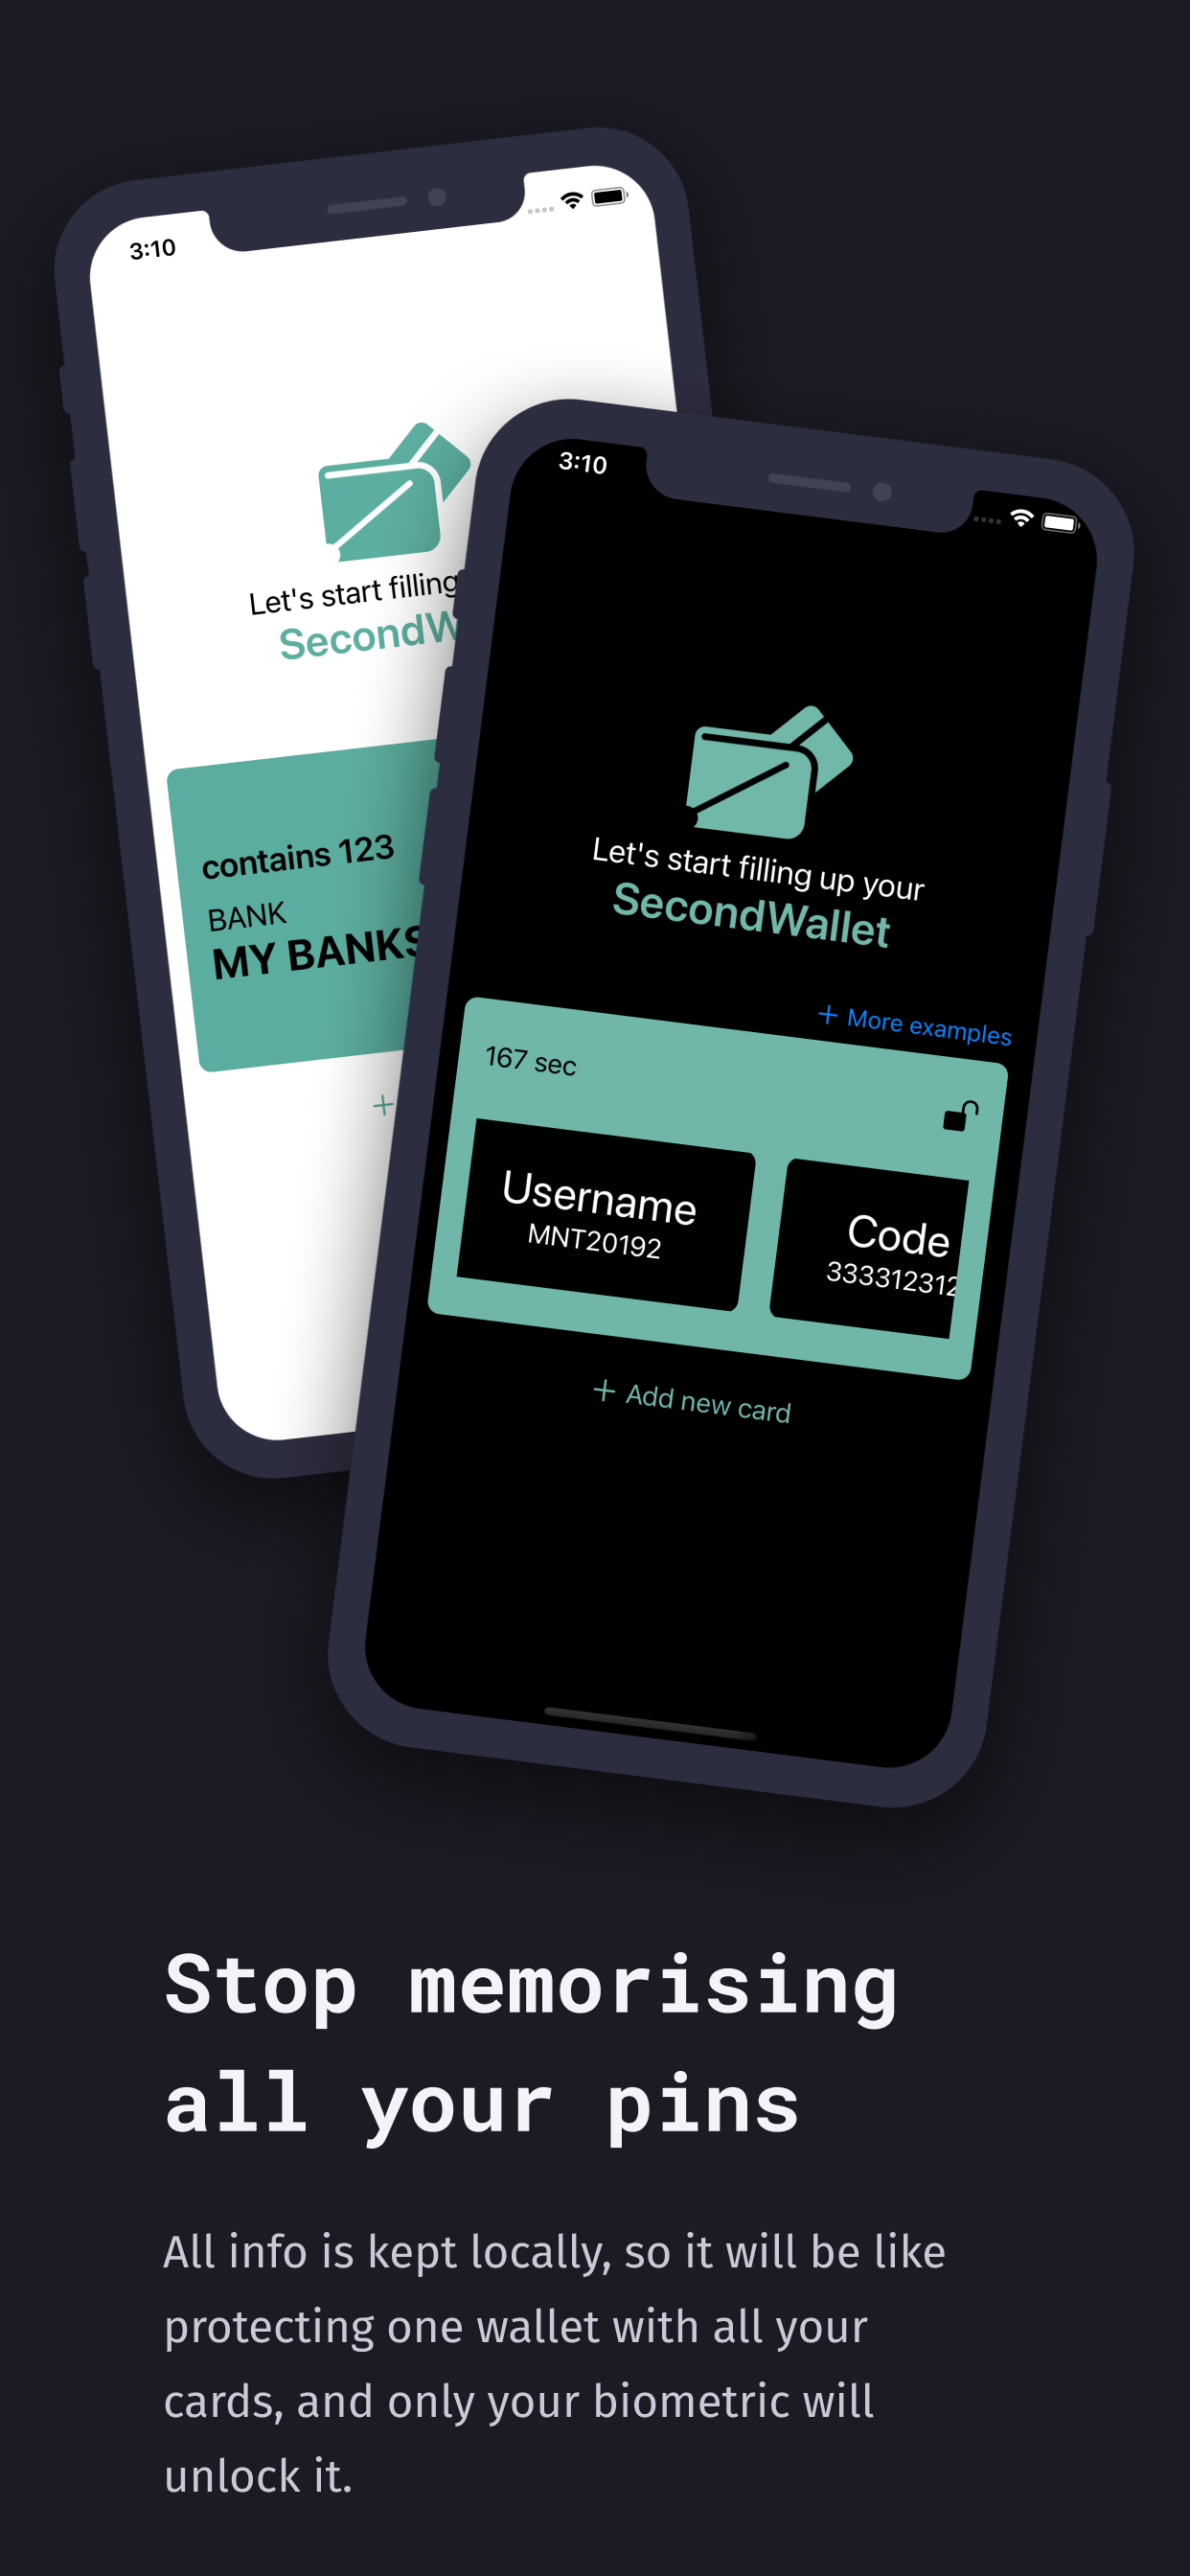 3:10
Let's start filling
SecondW
contains 123
BANK
MY BANKS
+
3:10
Let's start filling up your
SecondWallet
+ More examples
167 sec
Username
MNT20192
Code
333312312
+ Add new card
Stop memorising
all your pins
All info is kept locally, so it will be like
protecting one wallet with all your
cards, and only your biometric will
unlock it.